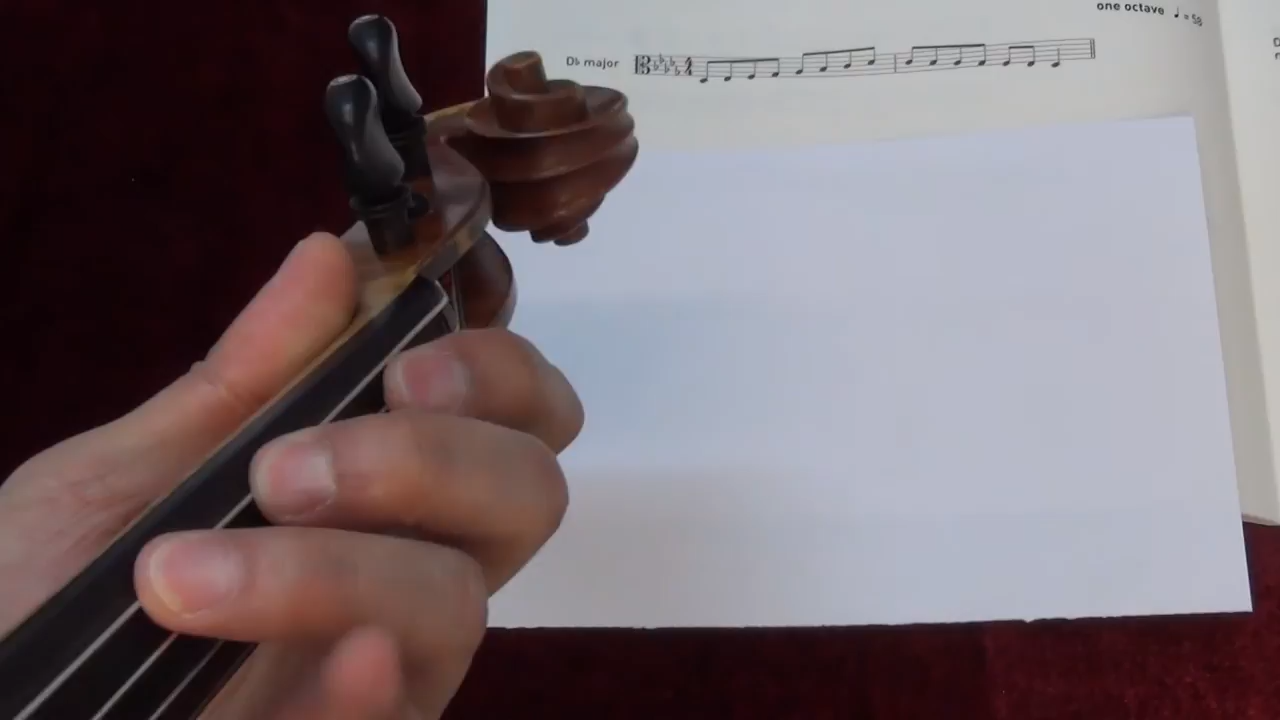 one octave ♩ = 58
D♭ major